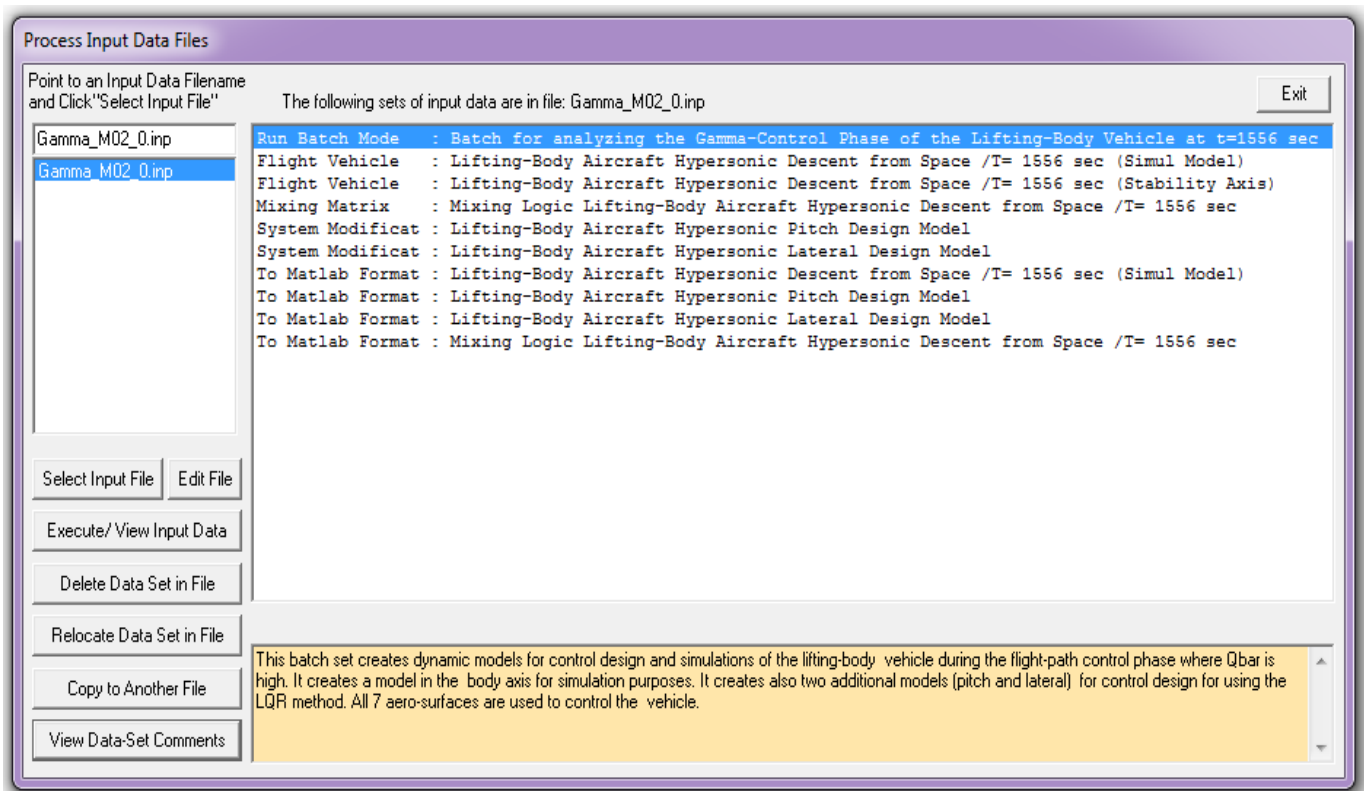 Process Input Data Files
Point to an Input Data Filename
and Click"Select Input File"
The following sets of input data are in file: Gamma_M02_0.inp
Exit
Gamma_M02_0.inp
Gamma_M02_0.inp
Run Batch Mode : Batch for analyzing the Gamma-Control Phase of the Lifting-Body Vehicle at t=1556 sec
Flight Vehicle : Lifting-Body Aircraft Hypersonic Descent from Space /T= 1556 sec (Simul Model)
Flight Vehicle : Lifting-Body Aircraft Hypersonic Descent from Space /T= 1556 sec (Stability Axis)
Mixing Matrix : Mixing Logic Lifting-Body Aircraft Hypersonic Descent from Space /T= 1556 sec
System Modificat : Lifting-Body Aircraft Hypersonic Pitch Design Model
System Modificat : Lifting-Body Aircraft Hypersonic Lateral Design Model
To Matlab Format : Lifting-Body Aircraft Hypersonic Descent from Space /T= 1556 sec (Simul Model)
To Matlab Format : Lifting-Body Aircraft Hypersonic Pitch Design Model
To Matlab Format : Lifting-Body Aircraft Hypersonic Lateral Design Model
To Matlab Format : Mixing Logic Lifting-Body Aircraft Hypersonic Descent from Space /T= 1556 sec
Select Input File
Edit File
Execute/ View Input Data
Delete Data Set in File
Relocate Data Set in File
Copy to Another File
View Data-Set Comments
This batch set creates dynamic models for control design and simulations of the lifting-body vehicle during the flight-path control phase where Qbar is
high. It creates a model in the body axis for simulation purposes. It creates also two additional models (pitch and lateral) for control design for using the
LQR method. All 7 aero-surfaces are used to control the vehicle.